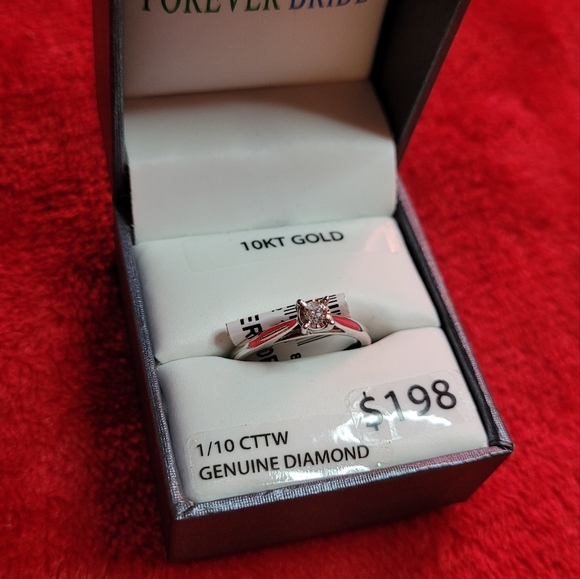 FOREVER BRIDE
10KT GOLD
$198
1/10 CTTW
GENUINE DIAMOND